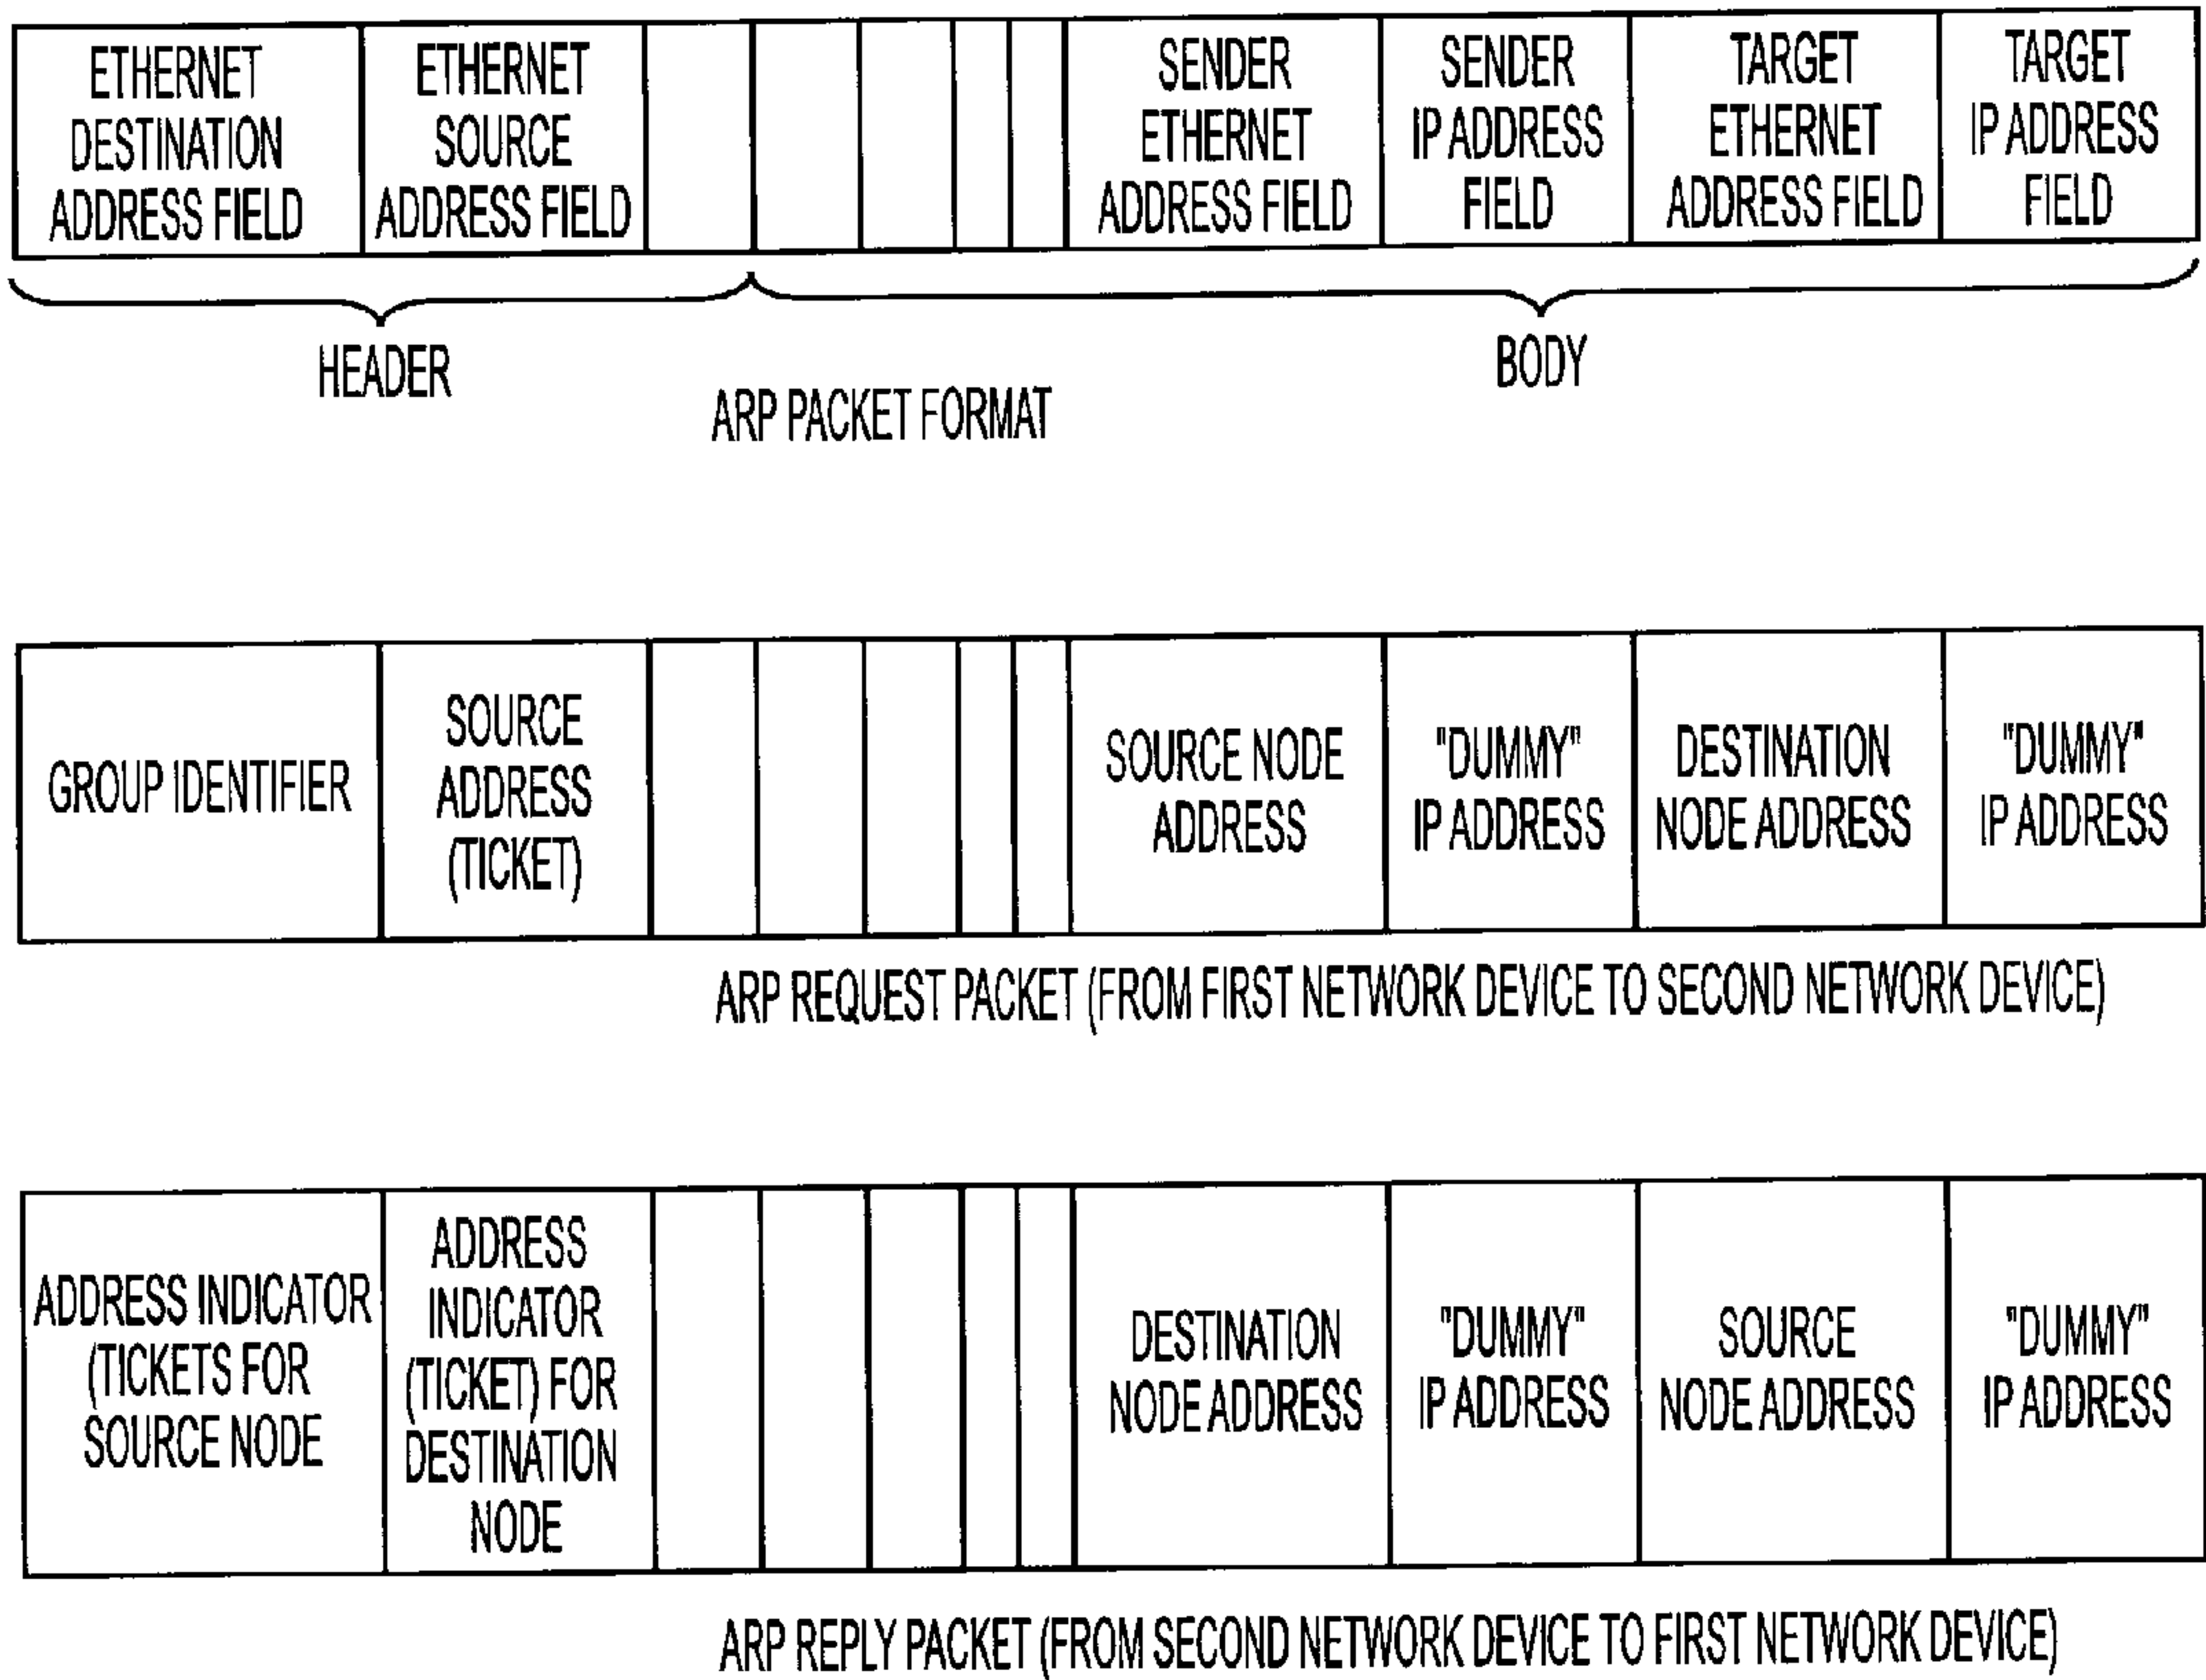 ETHERNET
DESTINATION
ADDRESS FIELD
ETHERNET
SOURCE
ADDRESS FIELD
SENDER
ETHERNET
ADDRESS FIELD
SENDER
IP ADDRESS
FIELD
TARGET
ETHERNET
ADDRESS FIELD
TARGET
IP ADDRESS
FIELD
HEADER
BODY
ARP PACKET FORMAT
GROUP IDENTIFIER
SOURCE
ADDRESS
(TICKET)
SOURCE NODE
ADDRESS
"DUMMY"
IP ADDRESS
DESTINATION
NODE ADDRESS
"DUMMY"
IP ADDRESS
ARP REQUEST PACKET (FROM FIRST NETWORK DEVICE TO SECOND NETWORK DEVICE)
ADDRESS INDICATOR
(TICKETS FOR
SOURCE NODE
ADDRESS
INDICATOR
(TICKET) FOR
DESTINATION
NODE
DESTINATION
NODE ADDRESS
"DUMMY"
IP ADDRESS
SOURCE
NODE ADDRESS
"DUMMY"
IP ADDRESS
ARP REPLY PACKET (FROM SECOND NETWORK DEVICE TO FIRST NETWORK DEVICE)